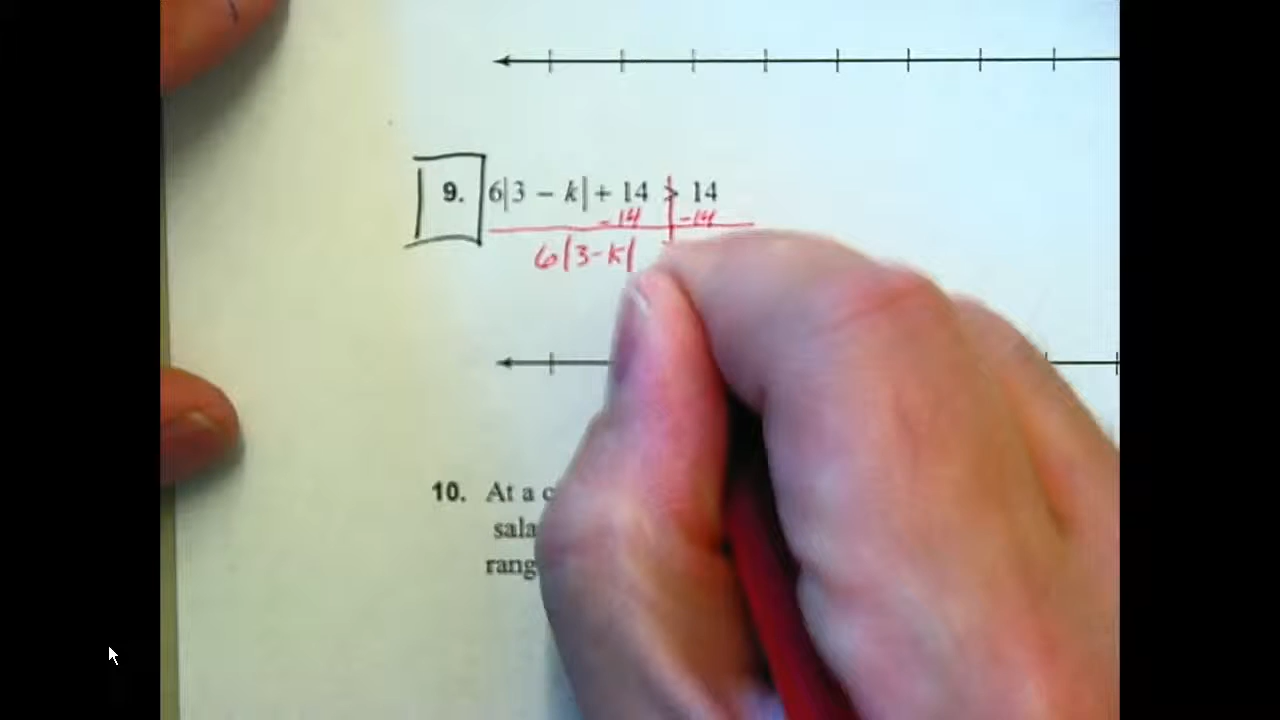 9. 6|3 − k| + 14 > 14
-14 -14
6|3-k|
10. At a
sala
rang